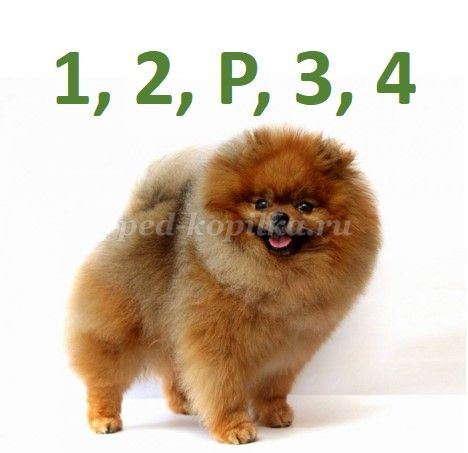 1, 2, Р, 3, 4
ped-kopilka.ru